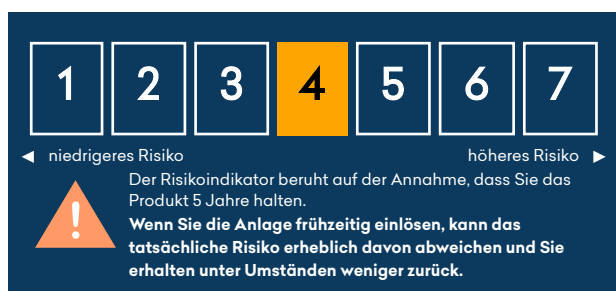 1 2 3 4 5 6 7
◄ niedrigeres Risiko höheres Risiko ►
Der Risikoindikator beruht auf der Annahme, dass Sie das
Produkt 5 Jahre halten.
!
Wenn Sie die Anlage frühzeitig einlösen, kann das
tatsächliche Risiko erheblich davon abweichen und Sie
erhalten unter Umständen weniger zurück.